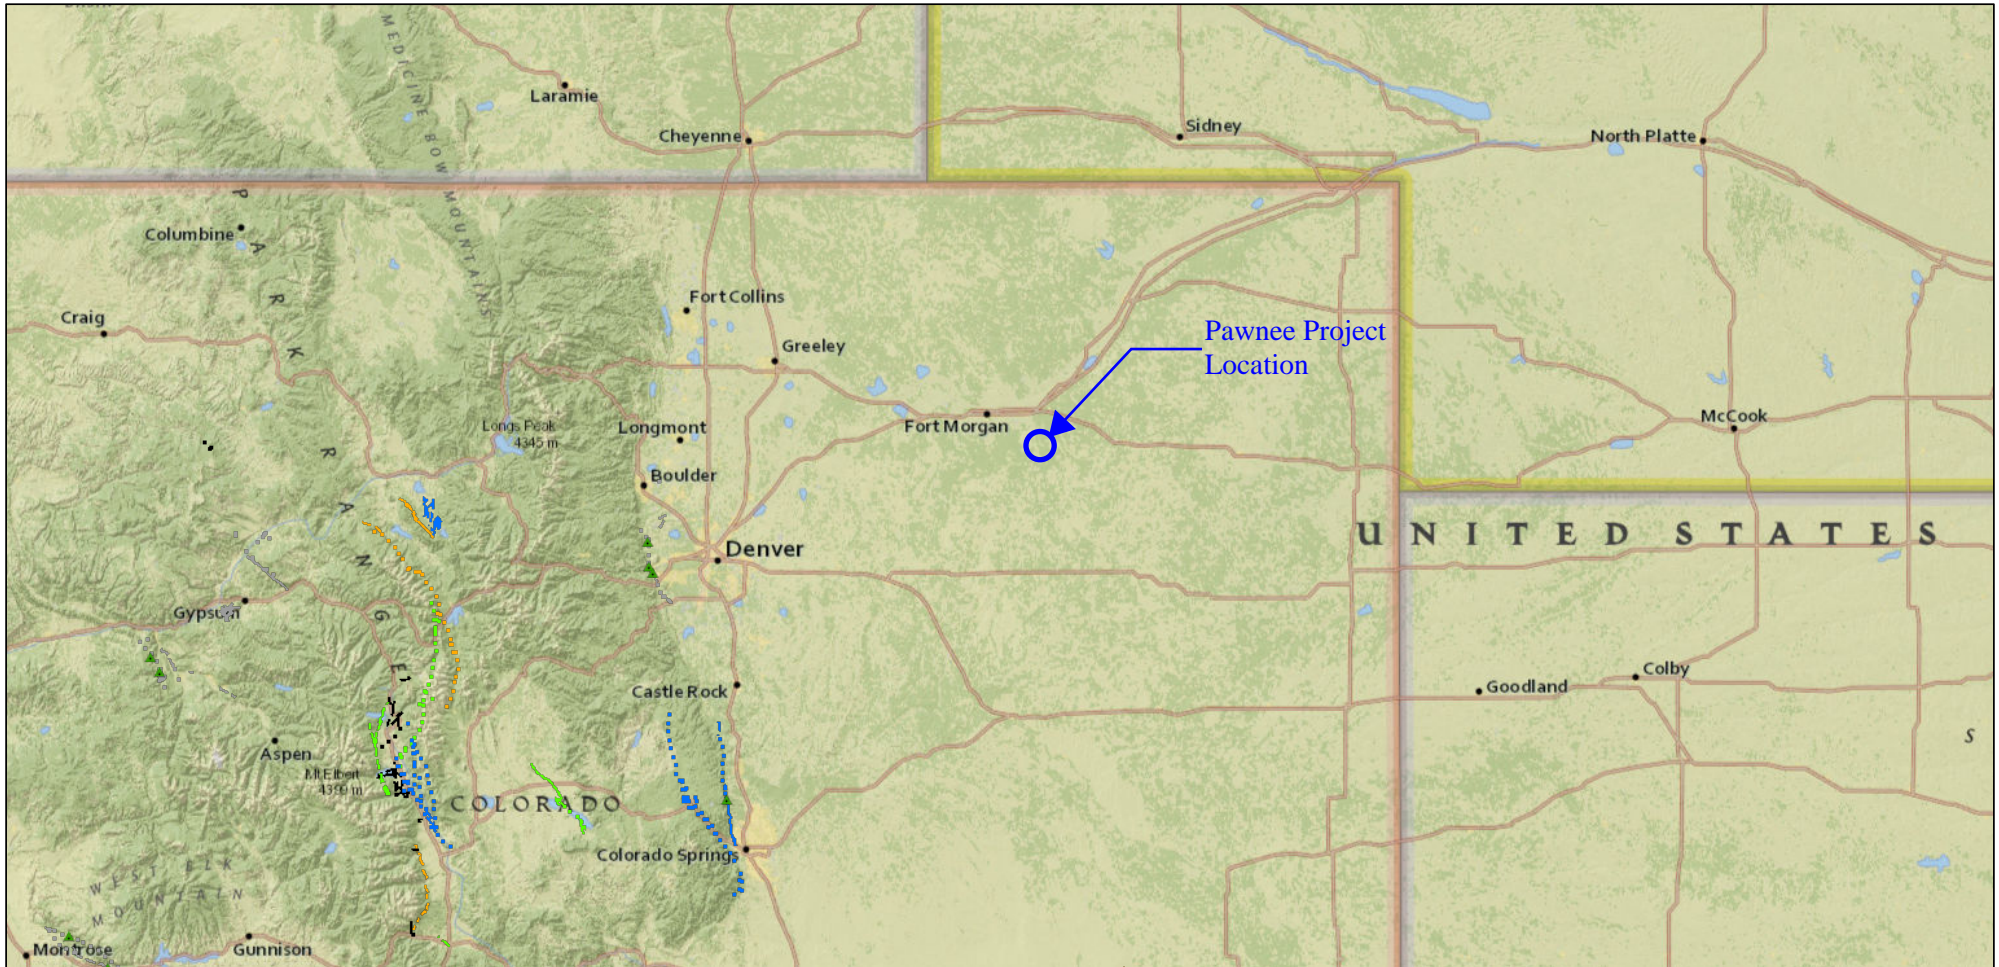 MEDICINE BOW MOUNTAINS
Laramie
Cheyenne
Sidney
North Platte
Columbine
PARK RANGE
Craig
Fort Collins
Greeley
Pawnee Project
Location
Longs Peak
4345 m
Longmont
Fort Morgan
McCook
Boulder
UNITED STATES
Denver
Gypsum
Castle Rock
Colby
Goodland
S
Aspen
Mt Elbert
4399 m
COLORADO
Colorado Springs
WEST ELK
MOUNTAIN
Montrose
Gunnison